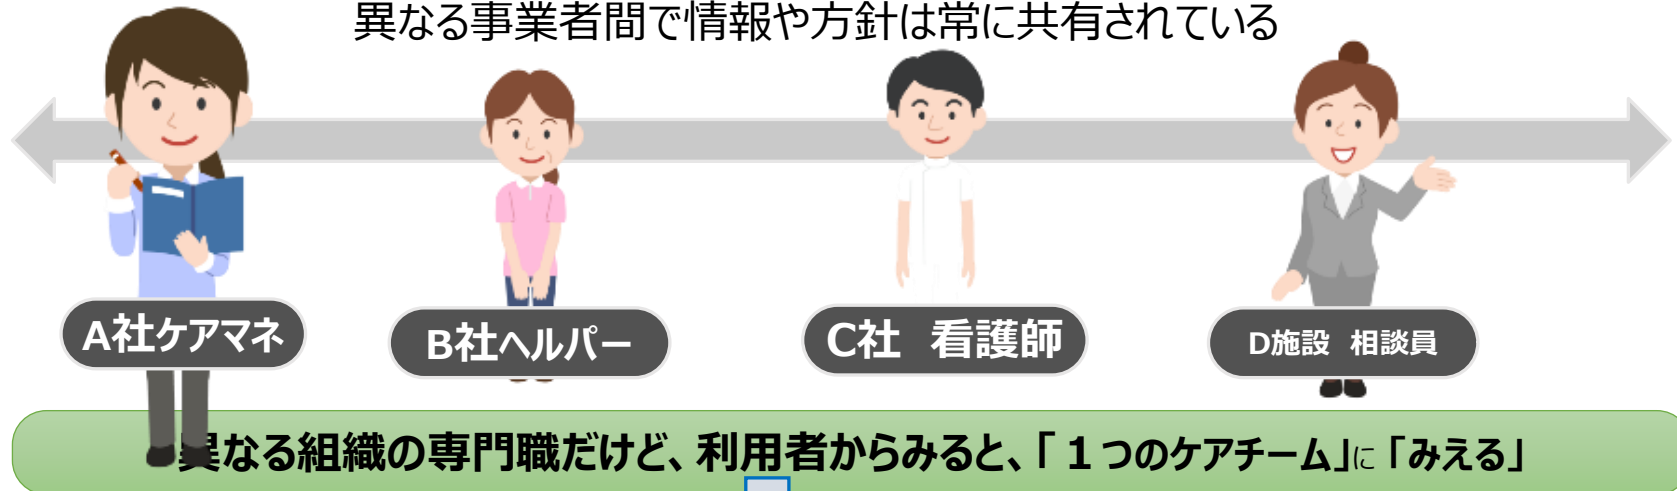 異なる事業者間で情報や方針は常に共有されている
A社ケアマネ
B社ヘルパー
C社　看護師
D施設　相談員
異なる組織の専門職だけど、利用者からみると、「１つのケアチーム」に「みえる」